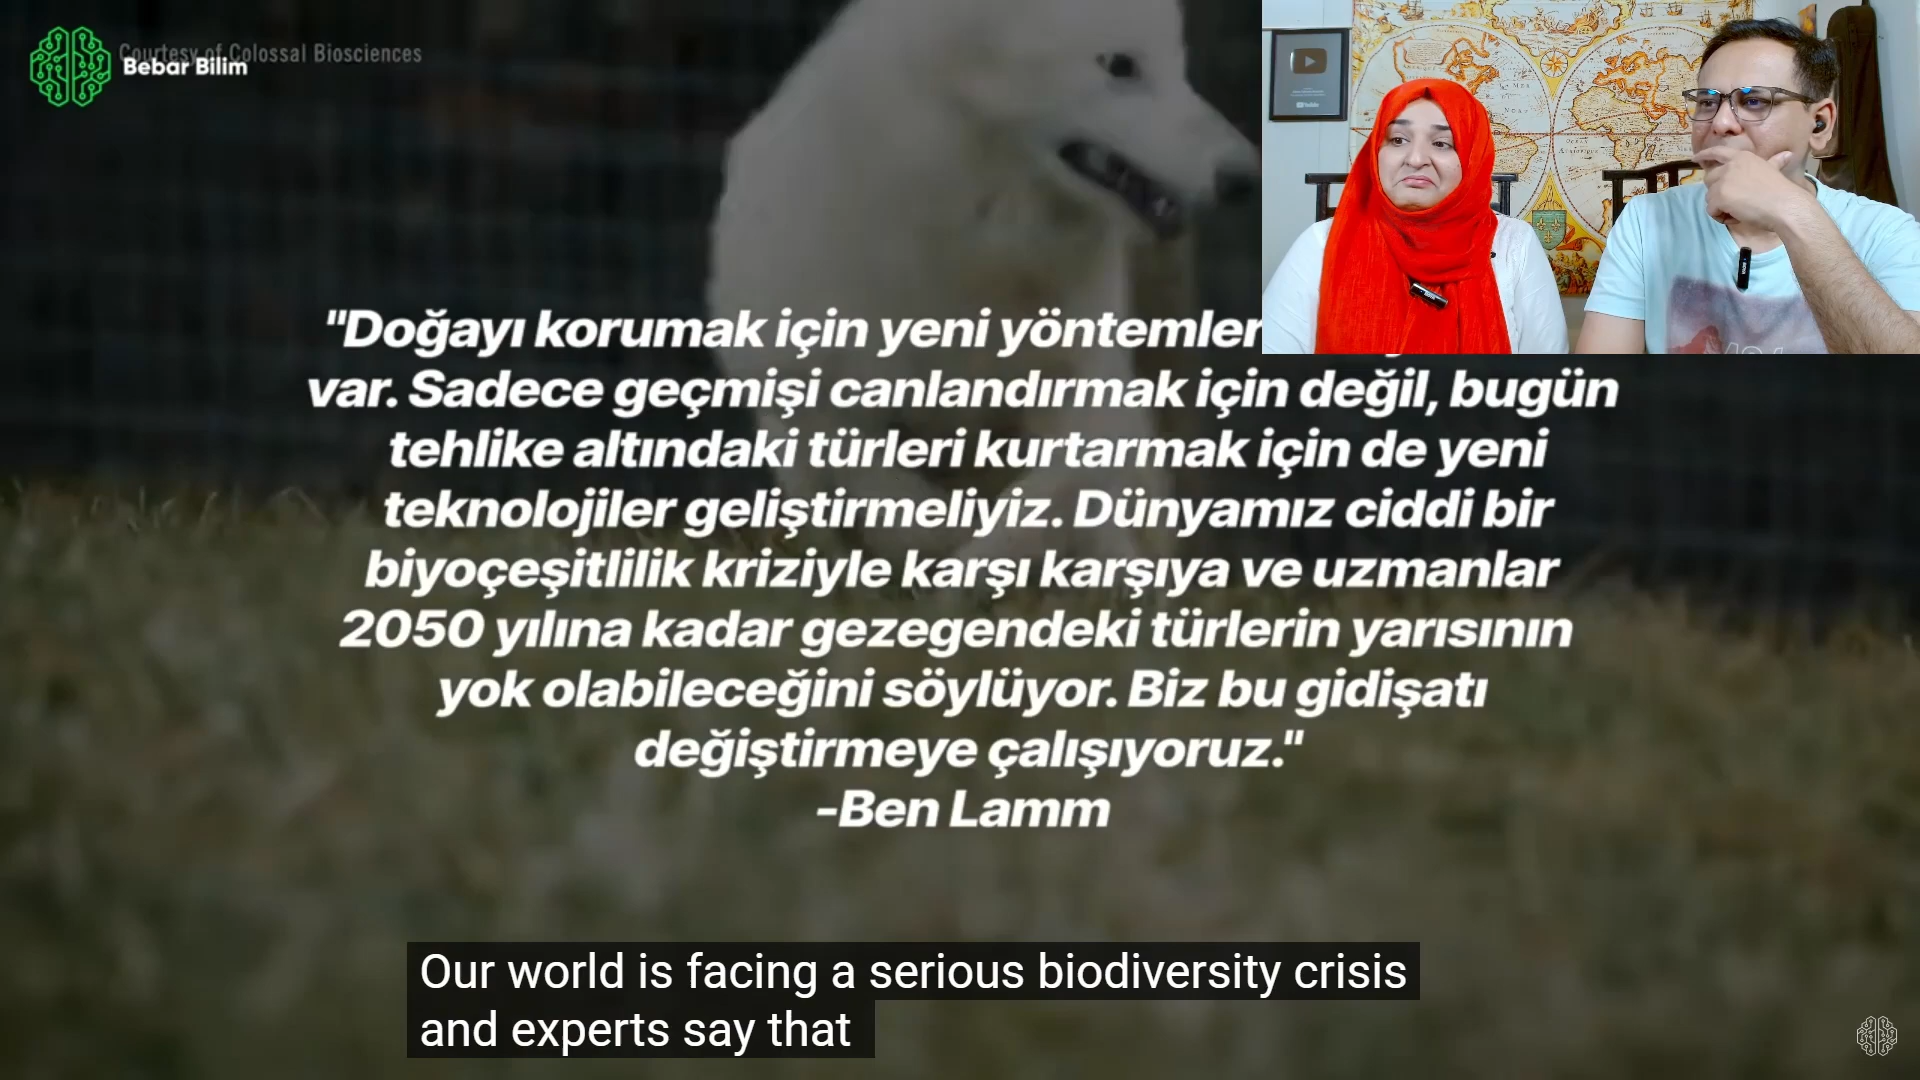 Courtesy of Colossal Biosciences
Bebar Bilim
"Doğayı korumak için yeni yöntemler
var. Sadece geçmişi canlandırmak için değil, bugün
tehlike altındaki türleri kurtarmak için de yeni
teknolojiler geliştirmeliyiz. Dünyamız ciddi bir
biyoçeşitlilik kriziyle karşı karşıya ve uzmanlar
2050 yılına kadar gezegendeki türlerin yarısının
yok olabileceğini söylüyor. Biz bu gidişatı
değiştirmeye çalışıyoruz."
-Ben Lamm
Our world is facing a serious biodiversity crisis
and experts say that